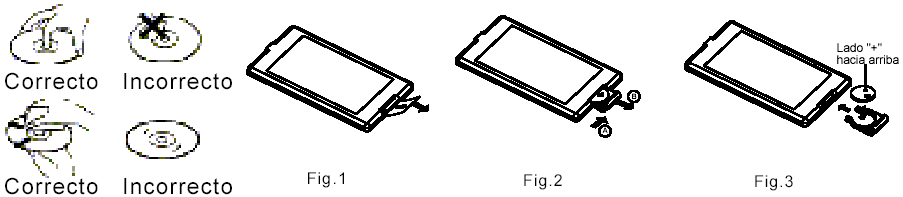 Correcto Incorrecto
Correcto Incorrecto
Fig.1
A
B
Fig.2
Lado "+"
hacia arriba
Fig.3